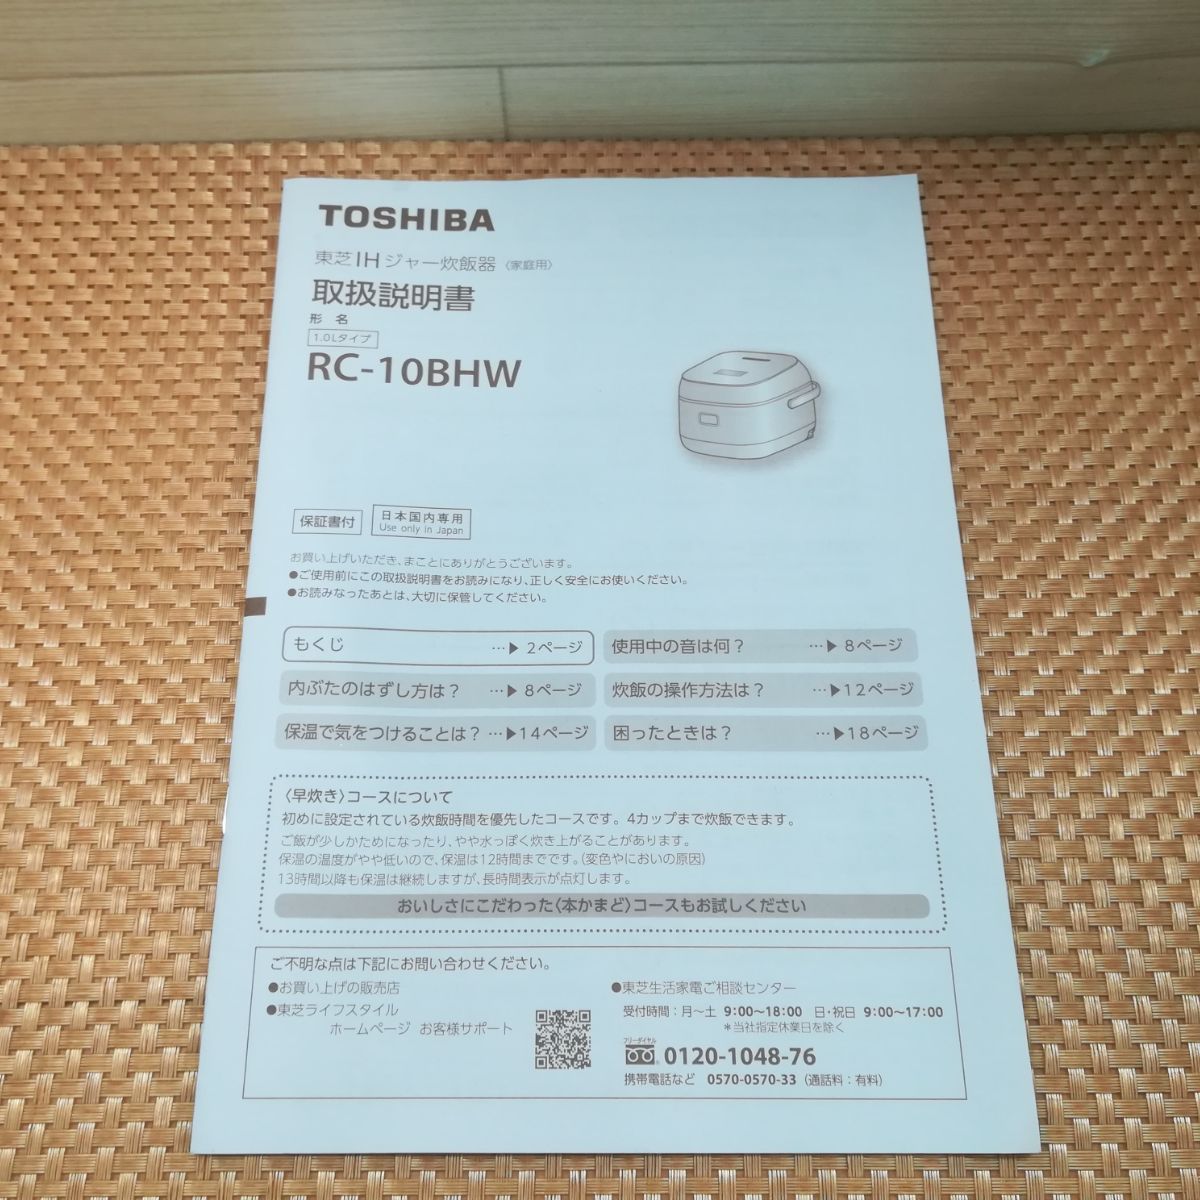 TOSHIBA
東芝IHジャー炊飯器〈家庭用〉
取扱説明書
形 名
1.0Lタイプ
RC-10BHW
保証書付
日本国内専用
Use only in Japan
お買い上げいただき、まことにありがとうございます。
●ご使用前にこの取扱説明書をお読みになり、正しく安全にお使いください。
●お読みなったあとは、大切に保管してください。
もくじ …▶ 2ページ
使用中の音は何？ …▶ 8ページ
内ぶたのはずし方は？ …▶ 8ページ
炊飯の操作方法は？ …▶12ページ
保温で気をつけることは？ …▶14ページ
困ったときは？ …▶18ページ
〈早炊き〉コースについて
初めに設定されている炊飯時間を優先したコースです。4カップまで炊飯できます。
ご飯が少しかためになったり、やや水っぽく炊き上がることがあります。
保温の温度がやや低いので、保温は12時間までです。（変色やにおいの原因）
13時間以降も保温は継続しますが、長時間表示が点灯します。
おいしさにこだわった〈本かまど〉コースもお試しください
ご不明な点は下記にお問い合わせください。
●お買い上げの販売店
●東芝ライフスタイル
ホームページ お客様サポート
●東芝生活家電ご相談センター
受付時間：月～土 9:00～18:00 日・祝日 9:00～17:00
＊当社指定休業日を除く
フリーダイヤル
0120-1048-76
携帯電話など 0570-0570-33（通話料：有料）